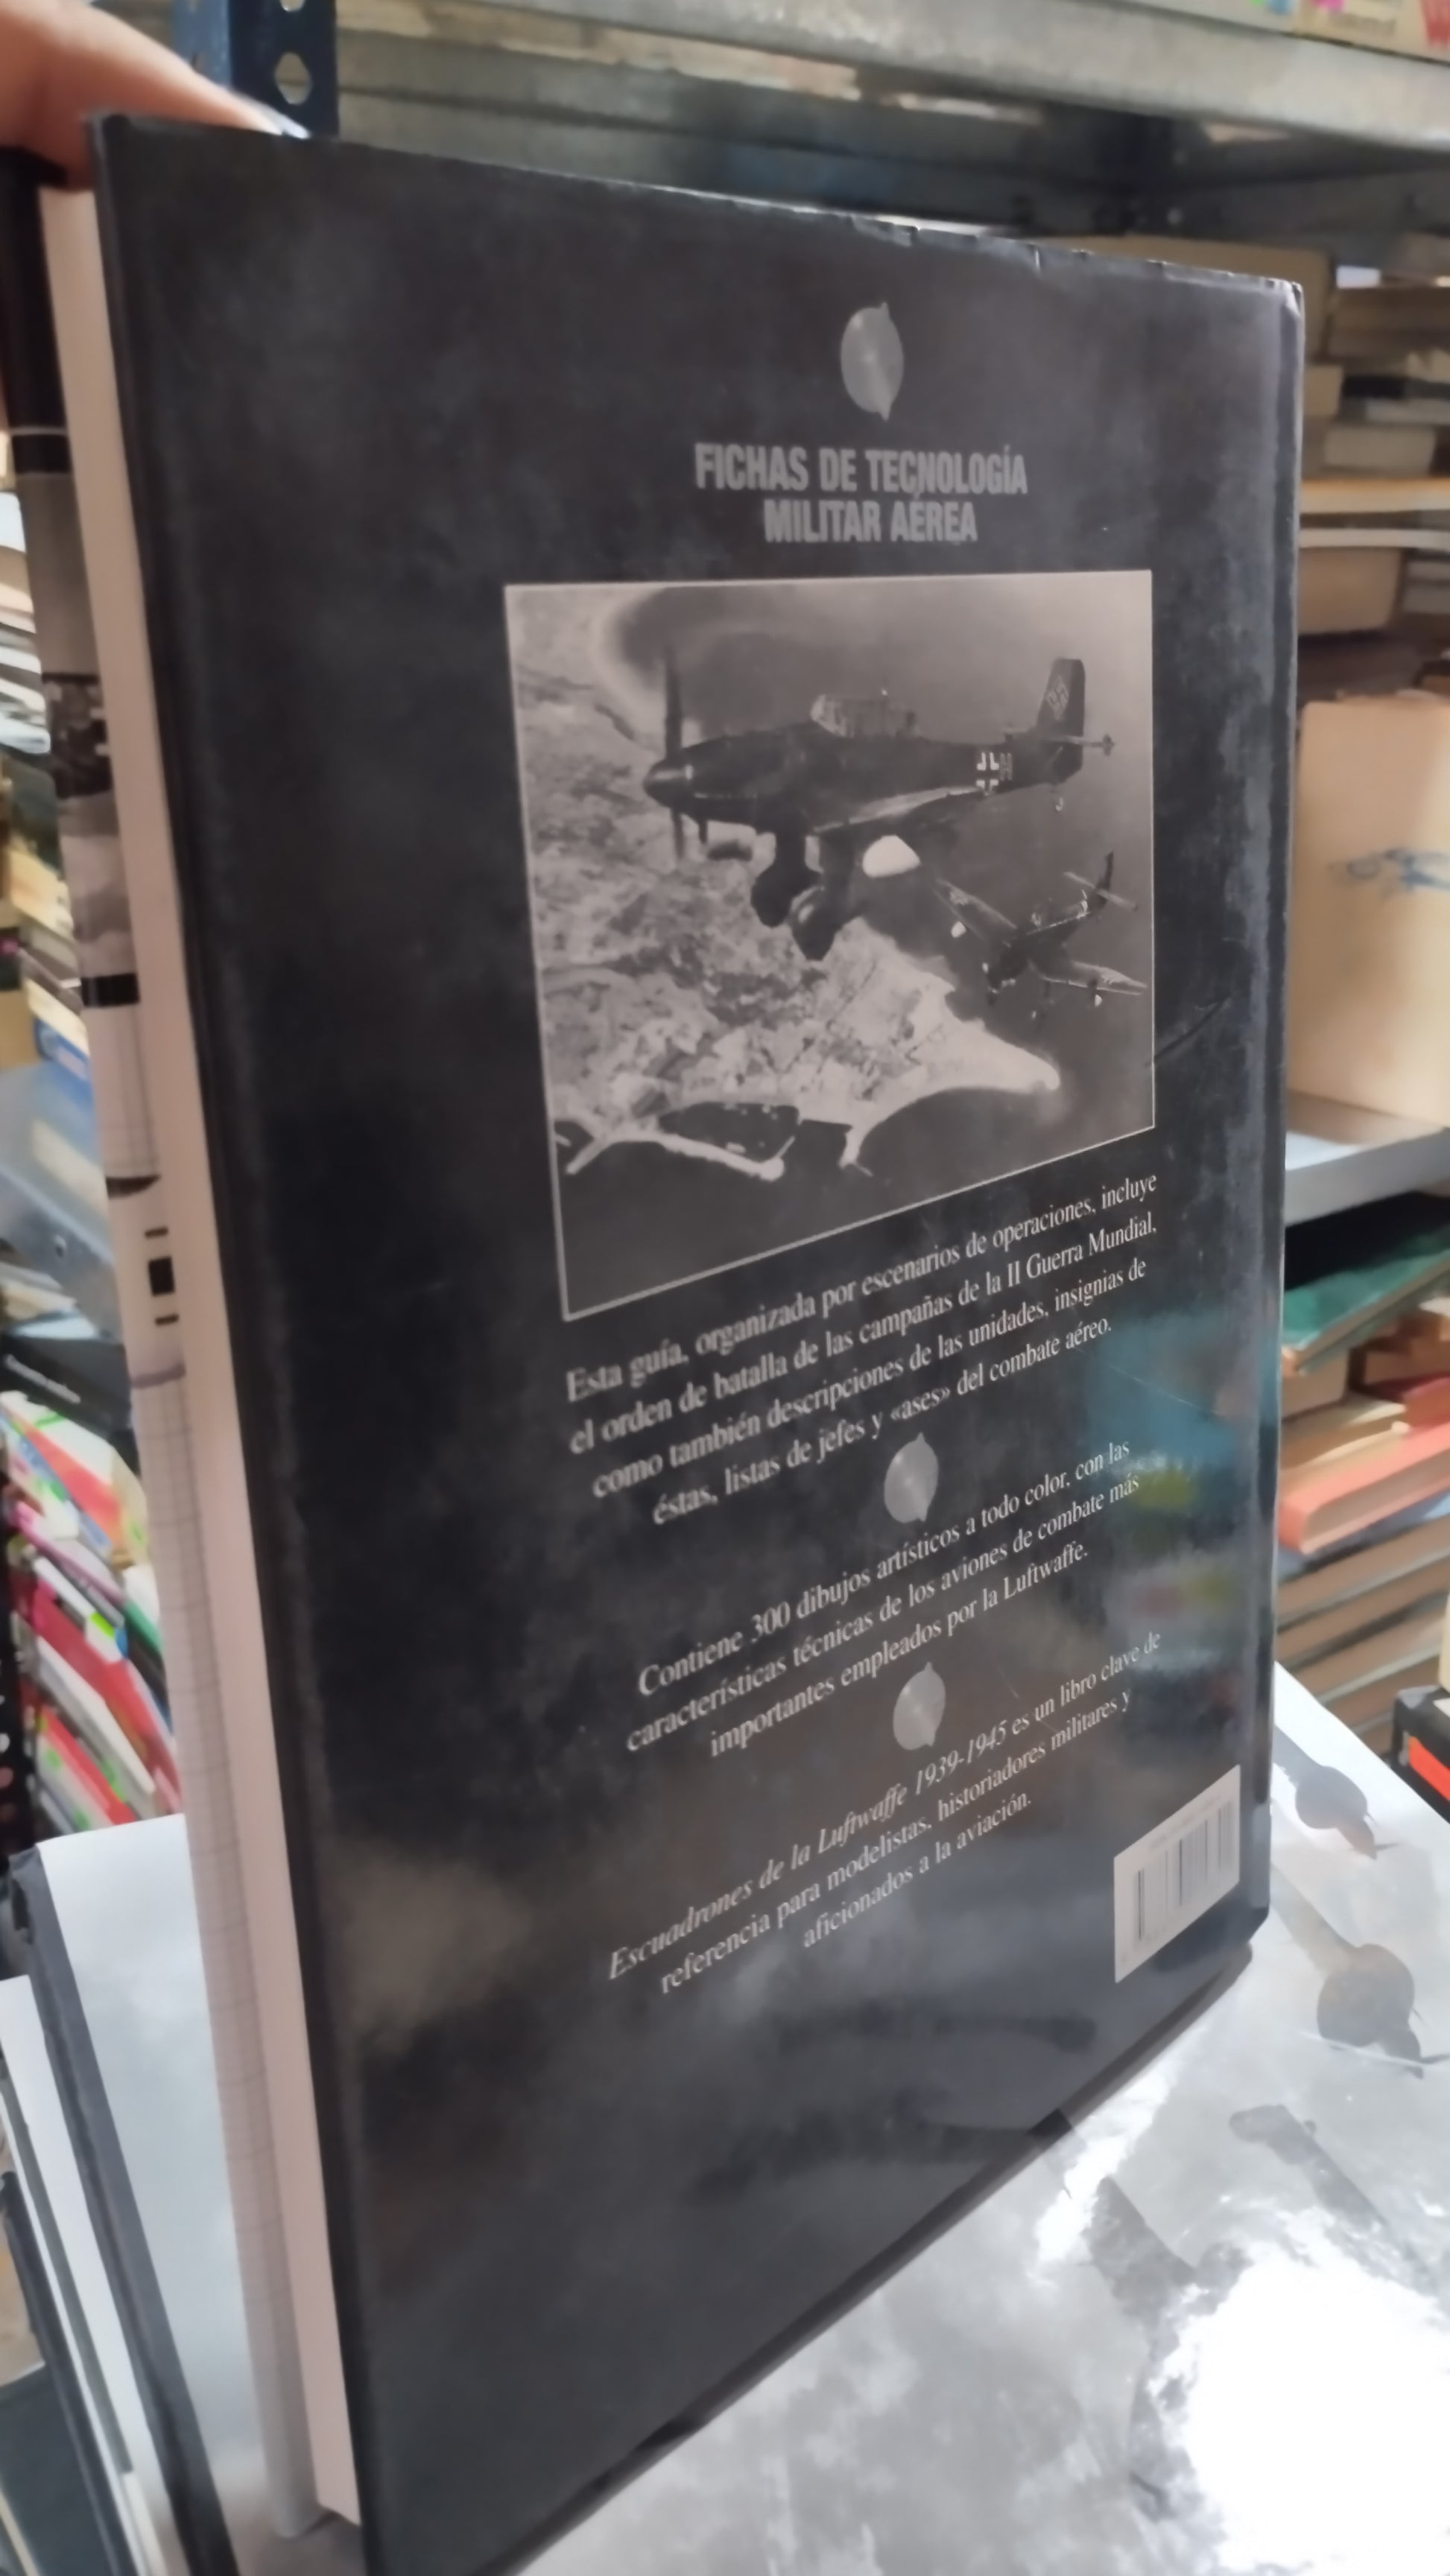 FICHAS DE TECNOLOGÍA
MILITAR AÉREA
Esta guía, organizada por escenarios de operaciones, incluye
el orden de batalla de las campañas de la II Guerra Mundial,
como también descripciones de las unidades, insignias de
éstas, listas de jefes y «ases» del combate aéreo.
Contiene 300 dibujos artísticos a todo color, con las
características técnicas de los aviones de combate más
importantes empleados por la Luftwaffe.
Escuadrones de la Luftwaffe 1939-1945 es un libro clave de
referencia para modelistas, historiadores militares y
aficionados a la aviación.